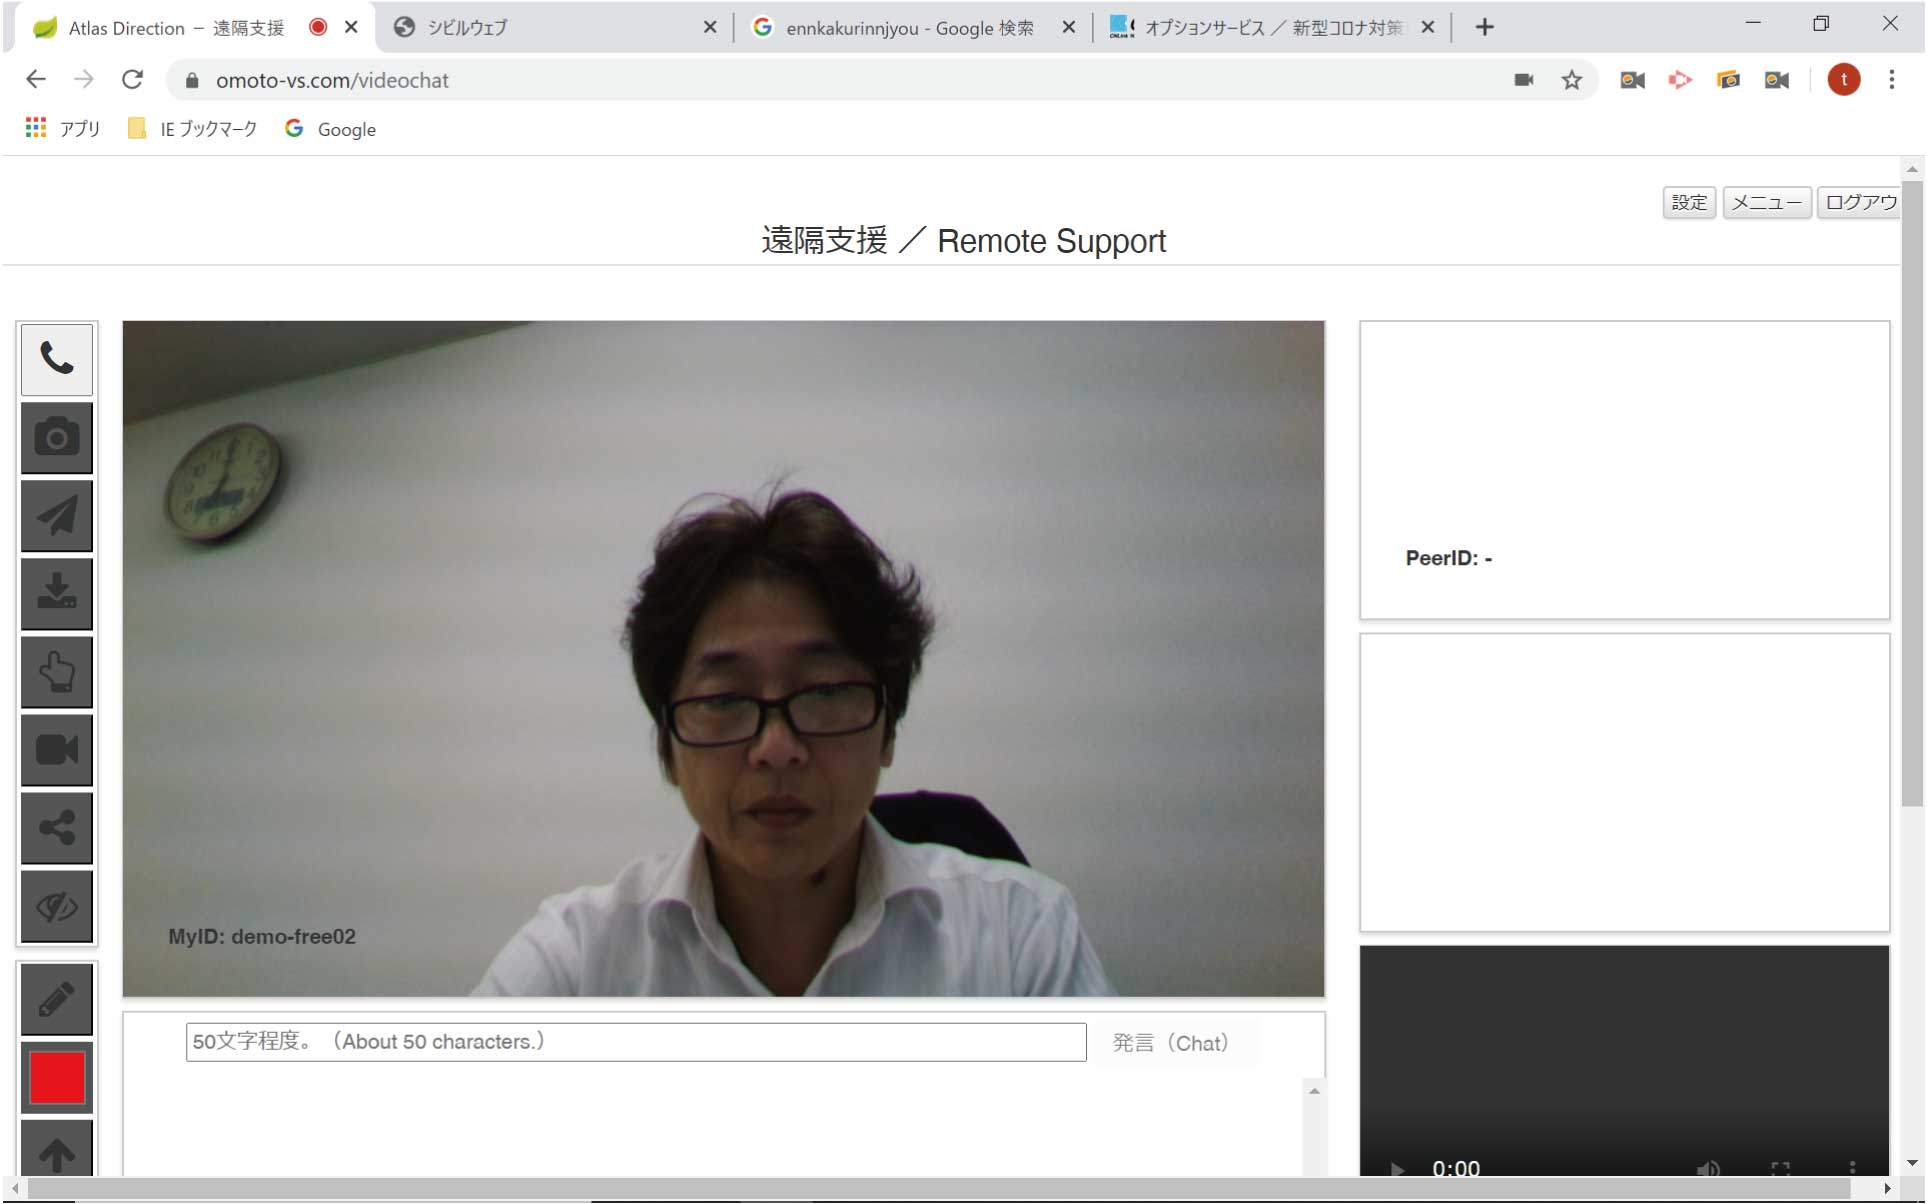 Atlas Direction － 遠隔支援
シビルウェブ
ennkakurinnjyou - Google 検索
オプションサービス ／ 新型コロナ対策
omoto-vs.com/videochat
t
アプリ
IE ブックマーク
Google
設定
メニュー
ログアウ
遠隔支援 ／ Remote Support
PeerID: -
MyID: demo-free02
50文字程度。（About 50 characters.）
発言（Chat）
0:00